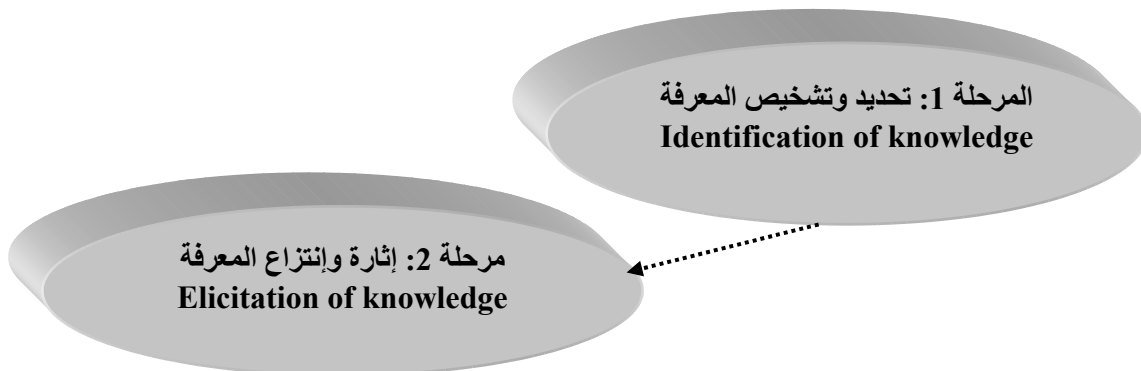 المرحلة 1: تحديد وتشخيص المعرفة
Identification of knowledge
مرحلة 2: إثارة وإنتزاع المعرفة
Elicitation of knowledge